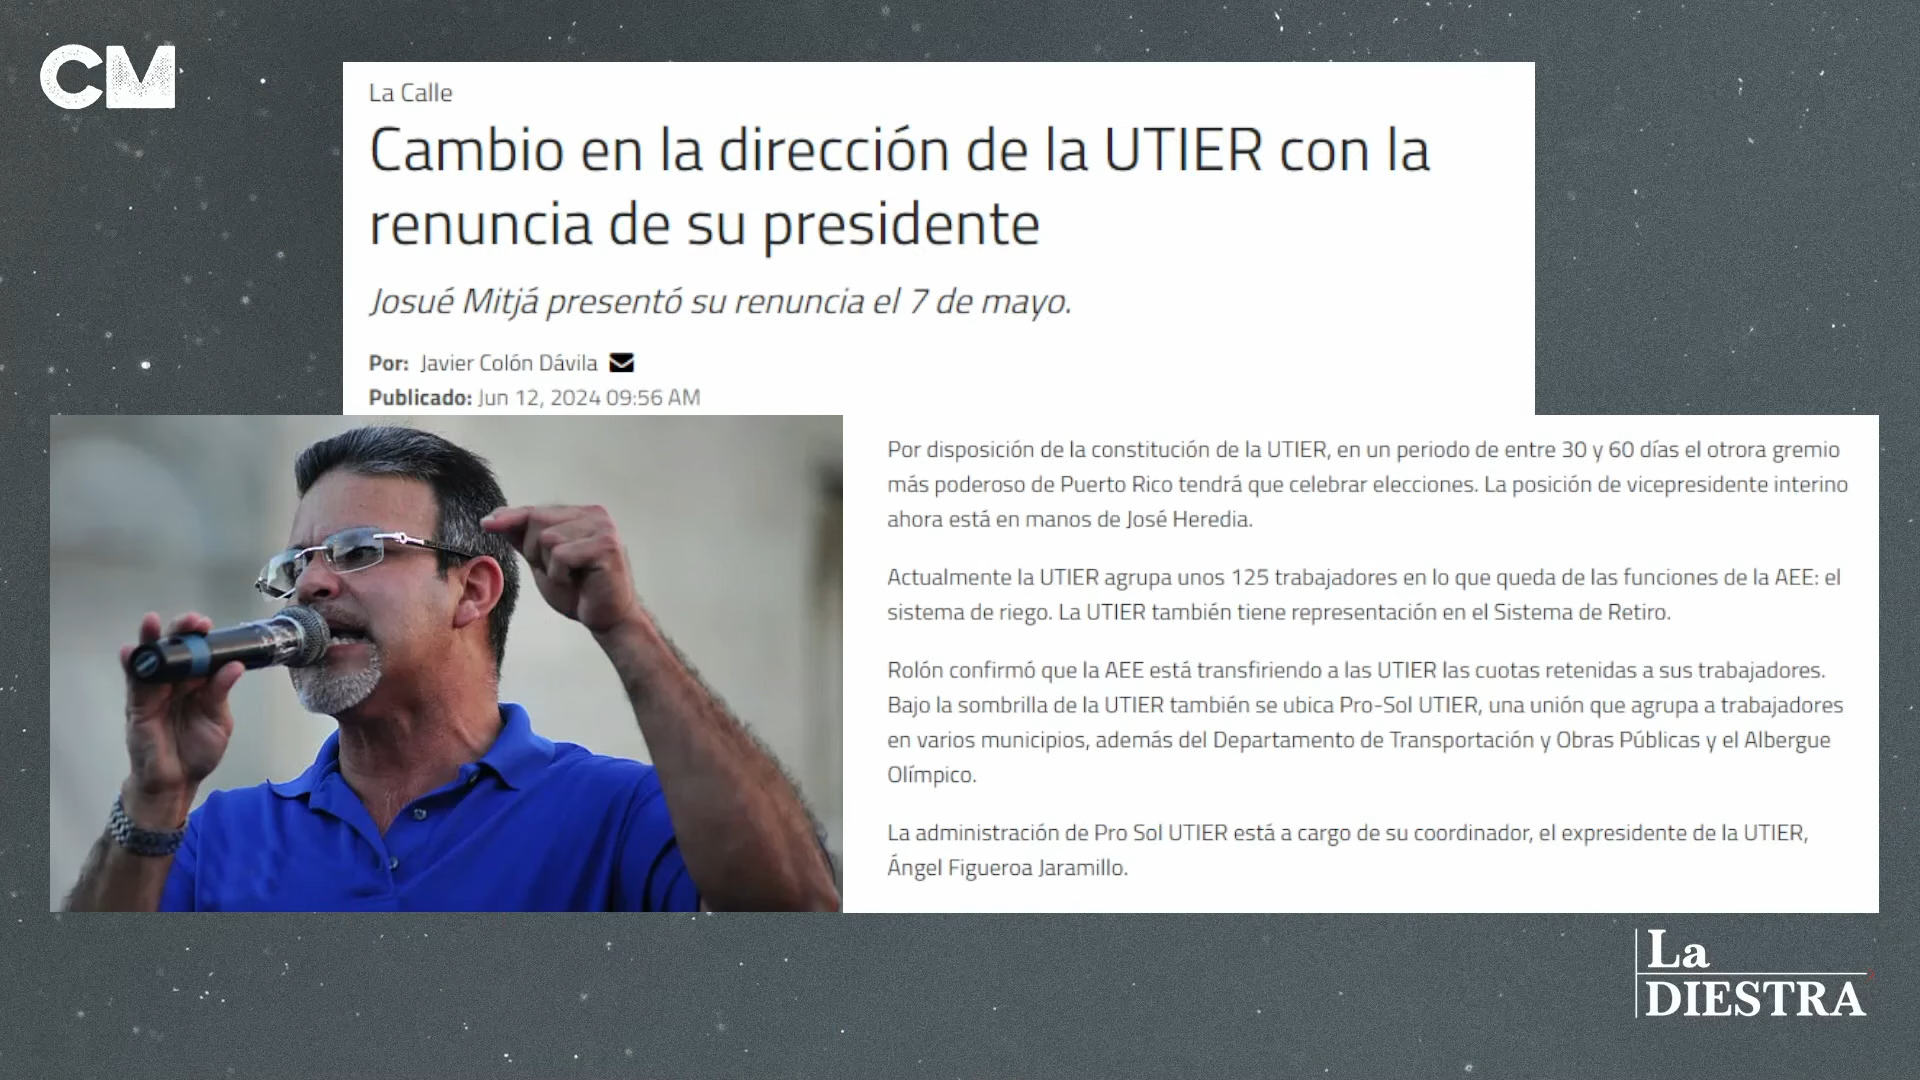 CM
La Calle
Cambio en la dirección de la UTIER con la
renuncia de su presidente
Josué Mitjá presentó su renuncia el 7 de mayo.
Por: Javier Colón Dávila
Publicado: Jun 12, 2024 09:56 AM
Por disposición de la constitución de la UTIER, en un periodo de entre 30 y 60 días el otrora gremio
más poderoso de Puerto Rico tendrá que celebrar elecciones. La posición de vicepresidente interino
ahora está en manos de José Heredia.
Actualmente la UTIER agrupa unos 125 trabajadores en lo que queda de las funciones de la AEE: el
sistema de riego. La UTIER también tiene representación en el Sistema de Retiro.
Rolón confirmó que la AEE está transfiriendo a las UTIER las cuotas retenidas a sus trabajadores.
Bajo la sombrilla de la UTIER también se ubica Pro-Sol UTIER, una unión que agrupa a trabajadores
en varios municipios, además del Departamento de Transportación y Obras Públicas y el Albergue
Olímpico.
La administración de Pro Sol UTIER está a cargo de su coordinador, el expresidente de la UTIER,
Ángel Figueroa Jaramillo.
La
DIESTRA